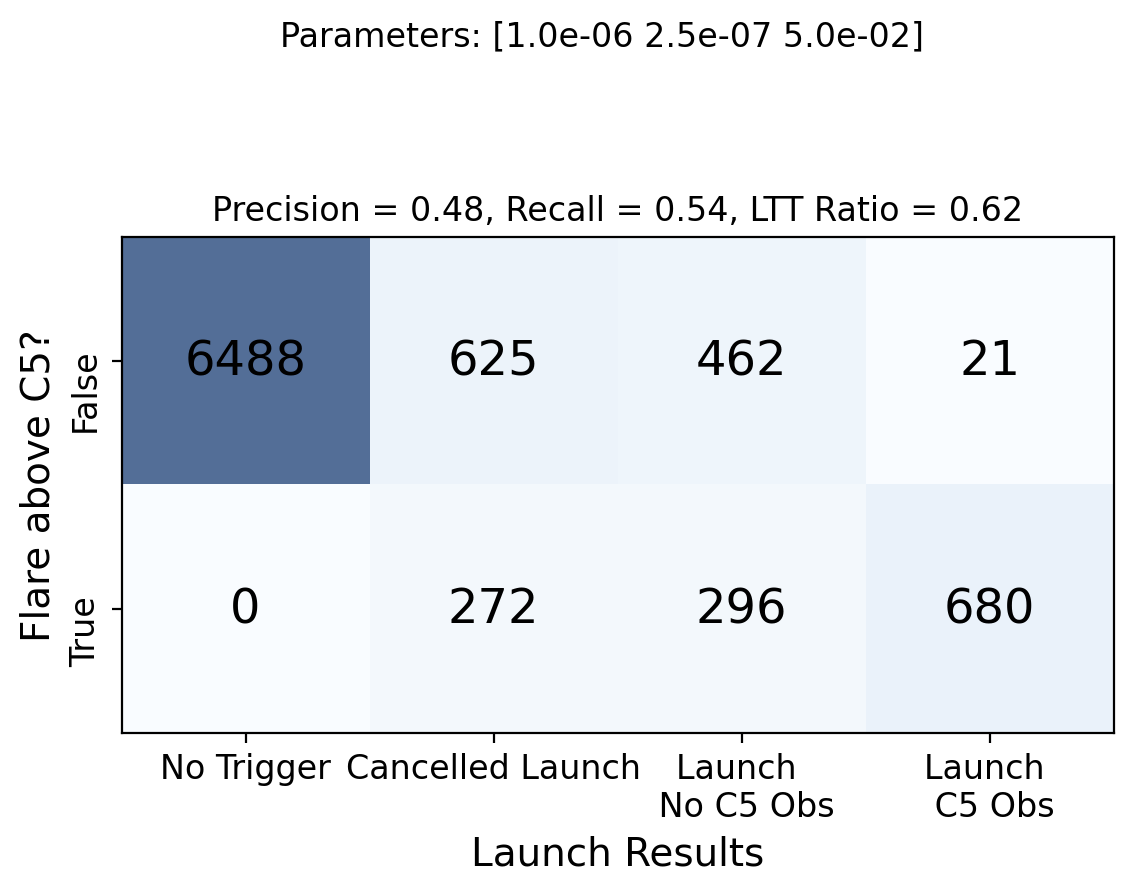 Parameters: [1.0e-06 2.5e-07 5.0e-02]
Precision = 0.48, Recall = 0.54, LTT Ratio = 0.62
Flare above C5?
False
6488 625 462 21
True
0 272 296 680
No Trigger Cancelled Launch Launch Launch
No C5 Obs C5 Obs
Launch Results